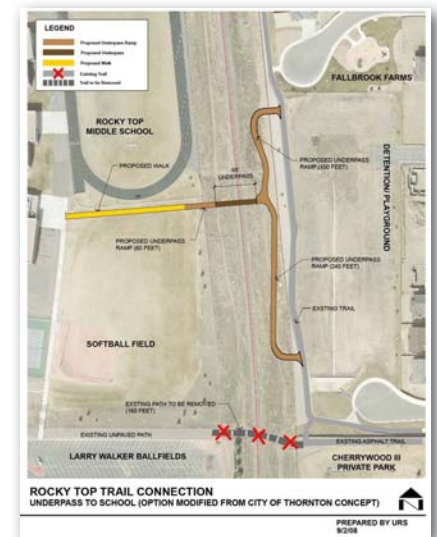 LEGEND
Proposed Underpass Ramp
Proposed Underpass
Proposed Walk
Existing Trail
Trail to be Removed
FALLBROOK FARMS
ROCKY TOP
MIDDLE SCHOOL
PROPOSED WALK
UNDERPASS
PROPOSED UNDERPASS
DETENTION/ PLAYGROUND
PROPOSED UNDERPASS
RAMP (60 FEET)
PROPOSED UNDERPASS
RAMP (340 FEET)
EXISTING TRAIL
SOFTBALL FIELD
EXISTING PATH TO BE REMOVED
(160 FEET)
EXISTING UNPAVED PATH
EXISTING ASPHALT TRAIL
LARRY WALKER BALLFIELDS
CHERRYWOOD III
PRIVATE PARK
ROCKY TOP TRAIL CONNECTION
UNDERPASS TO SCHOOL (OPTION MODIFIED FROM CITY OF THORNTON CONCEPT)
N
PREPARED BY URS
9/2/08